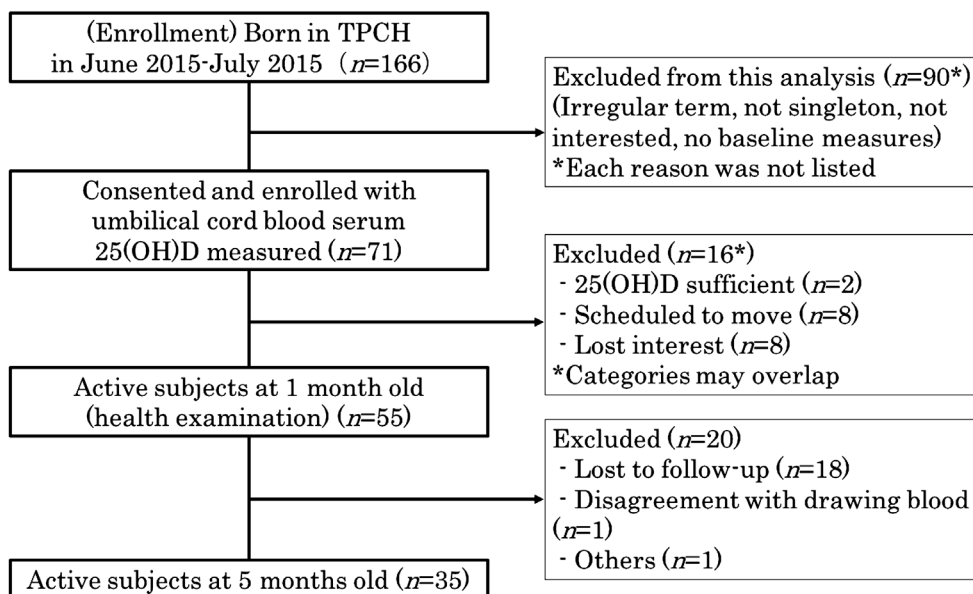 (Enrollment) Born in TPCH
in June 2015-July 2015 (n=166)
Excluded from this analysis (n=90*)
(Irregular term, not singleton, not
interested, no baseline measures)
*Each reason was not listed
Consented and enrolled with
umbilical cord blood serum
25(OH)D measured (n=71)
Excluded (n=16*)
- 25(OH)D sufficient (n=2)
- Scheduled to move (n=8)
- Lost interest (n=8)
*Categories may overlap
Active subjects at 1 month old
(health examination) (n=55)
Excluded (n=20)
- Lost to follow-up (n=18)
- Disagreement with drawing blood
(n=1)
- Others (n=1)
Active subjects at 5 months old (n=35)